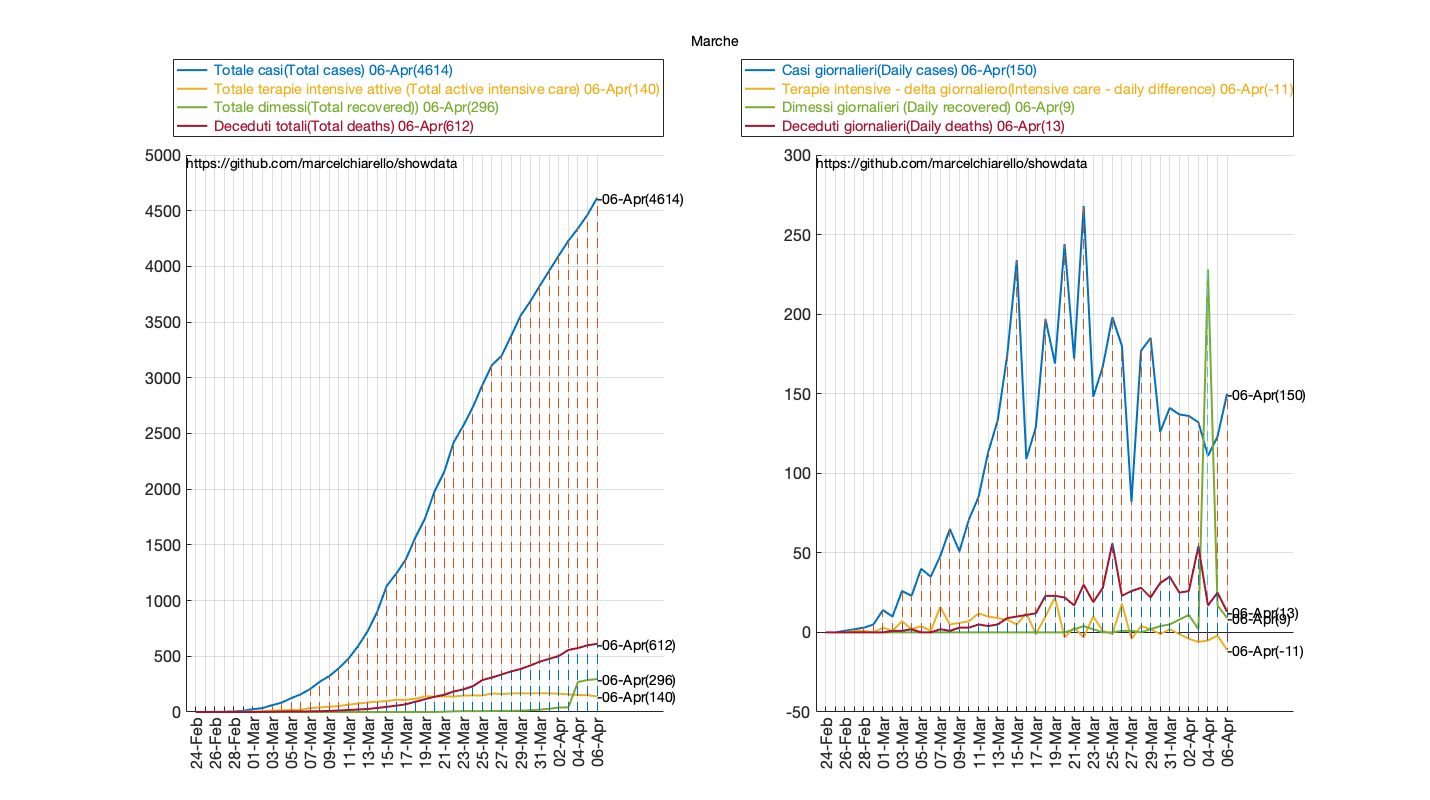 Marche
Totale casi(Total cases) 06-Apr(4614)
Totale terapie intensive attive (Total active intensive care) 06-Apr(140)
Totale dimessi(Total recovered)) 06-Apr(296)
Deceduti totali(Total deaths) 06-Apr(612)
5000
https://github.com/marcelchiarello/showdata
4500
-06-Apr(4614)
4000
3500
3000
2500
2000
1500
1000
500
-06-Apr(612)
-06-Apr(296)
-06-Apr(140)
0
24-Feb
26-Feb
28-Feb
01-Mar
03-Mar
05-Mar
07-Mar
09-Mar
11-Mar
13-Mar
15-Mar
17-Mar
19-Mar
21-Mar
23-Mar
25-Mar
27-Mar
29-Mar
31-Mar
02-Apr
04-Apr
06-Apr
Casi giornalieri(Daily cases) 06-Apr(150)
Terapie intensive - delta giornaliero(Intensive care - daily difference) 06-Apr(-11)
Dimessi giornalieri (Daily recovered) 06-Apr(9)
Deceduti giornalieri(Daily deaths) 06-Apr(13)
300
https://github.com/marcelchiarello/showdata
250
200
150
-06-Apr(150)
100
50
-06-Apr(13)
-06-Apr(9)
0
-06-Apr(-11)
-50
24-Feb
26-Feb
28-Feb
01-Mar
03-Mar
05-Mar
07-Mar
09-Mar
11-Mar
13-Mar
15-Mar
17-Mar
19-Mar
21-Mar
23-Mar
25-Mar
27-Mar
29-Mar
31-Mar
02-Apr
04-Apr
06-Apr